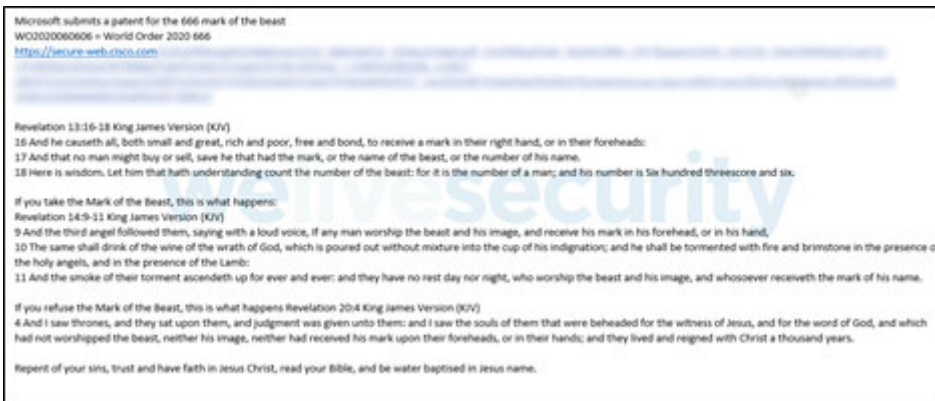 Microsoft submits a patent for the 666 mark of the beast
WO2020060606 = World Order 2020 666
https://secure-web.cisco.com
Revelation 13:16-18 King James Version (KJV)
16 And he causeth all, both small and great, rich and poor, free and bond, to receive a mark in their right hand, or in their foreheads:
17 And that no man might buy or sell, save he that had the mark, or the name of the beast, or the number of his name.
18 Here is wisdom. Let him that hath understanding count the number of the beast: for it is the number of a man; and his number is Six hundred threescore and six.
welivesecurity
If you take the Mark of the Beast, this is what happens:
Revelation 14:9-11 King James Version (KJV)
9 And the third angel followed them, saying with a loud voice, If any man worship the beast and his image, and receive his mark in his forehead, or in his hand,
10 The same shall drink of the wine of the wrath of God, which is poured out without mixture into the cup of his indignation; and he shall be tormented with fire and brimstone in the presence of
the holy angels, and in the presence of the Lamb:
11 And the smoke of their torment ascendeth up for ever and ever: and they have no rest day nor night, who worship the beast and his image, and whosoever receiveth the mark of his name.
If you refuse the Mark of the Beast, this is what happens Revelation 20:4 King James Version (KJV)
4 And I saw thrones, and they sat upon them, and judgment was given unto them: and I saw the souls of them that were beheaded for the witness of Jesus, and for the word of God, and which
had not worshipped the beast, neither his image, neither had received his mark upon their foreheads, or in their hands; and they lived and reigned with Christ a thousand years.
Repent of your sins, trust and have faith in Jesus Christ, read your Bible, and be water baptised in Jesus name.